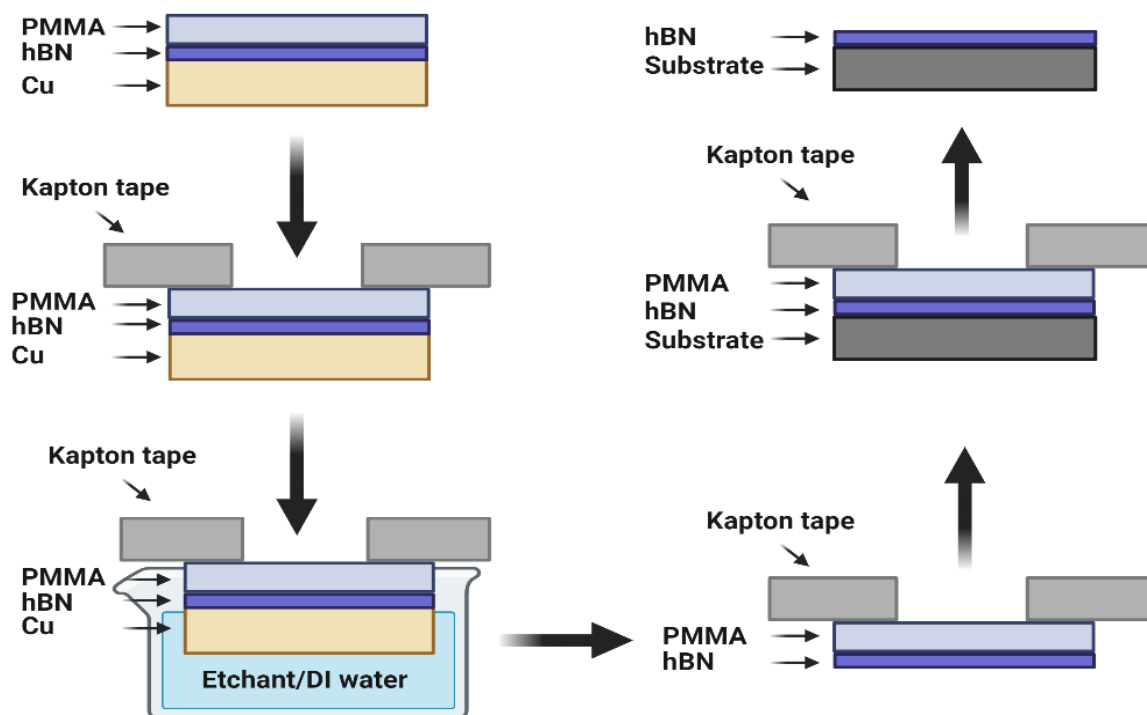 PMMA
hBN
Cu
Kapton tape
PMMA
hBN
Cu
Kapton tape
PMMA
hBN
Cu
Etchant/DI water
Kapton tape
PMMA
hBN
Kapton tape
PMMA
hBN
Substrate
hBN
Substrate